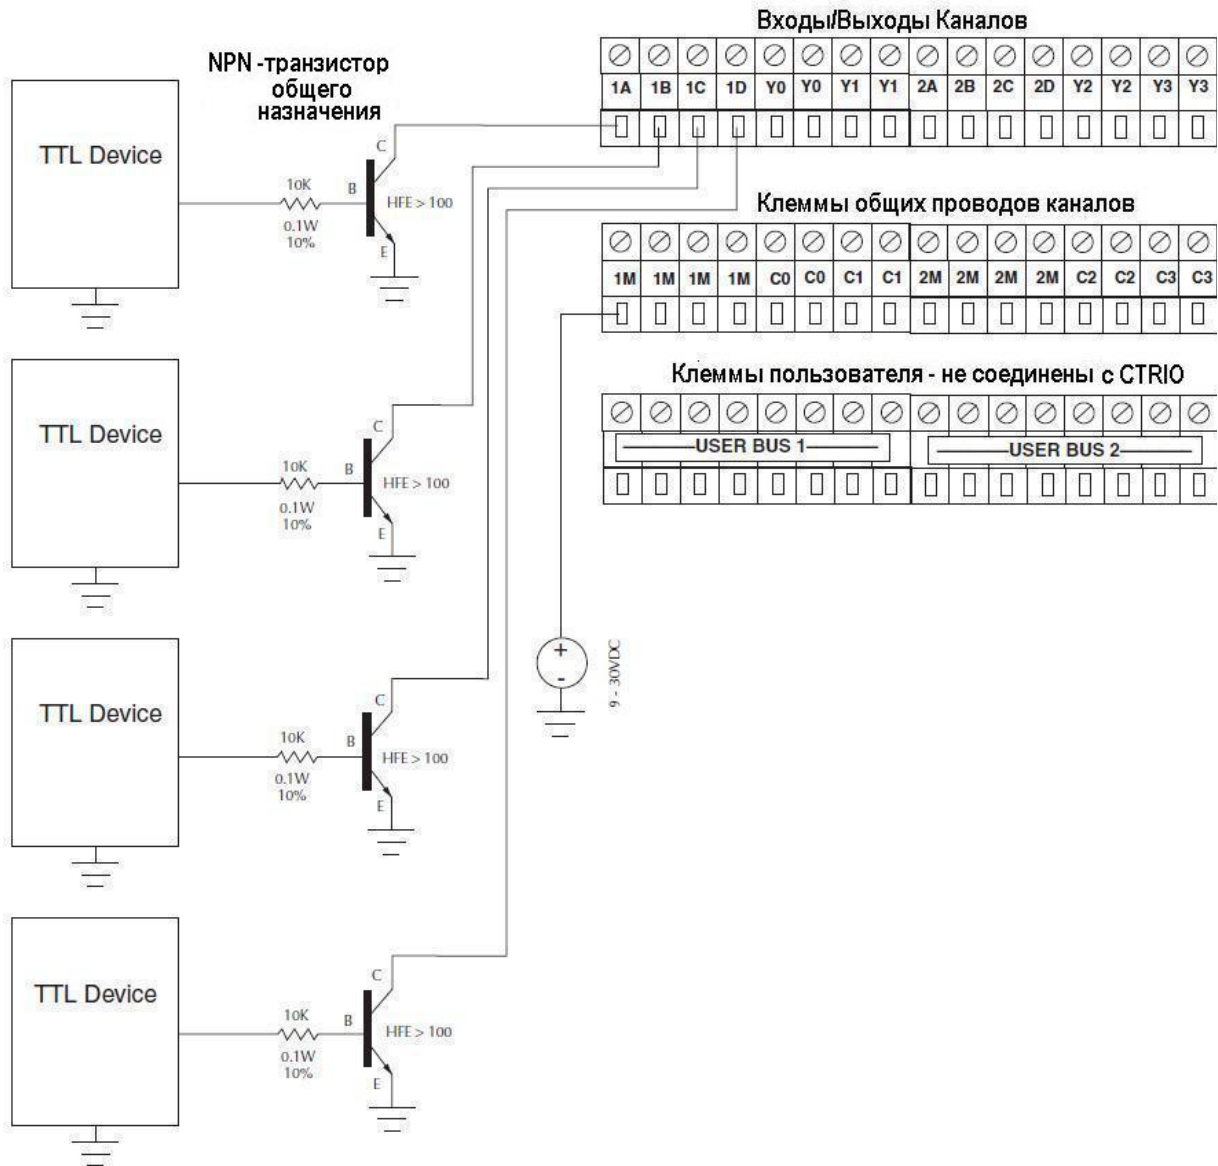 Входы/Выходы Каналов
1A 1B 1C 1D Y0 Y0 Y1 Y1 2A 2B 2C 2D Y2 Y2 Y3 Y3
NPN -транзистор
общего
назначения
TTL Device
10K
0.1W
10%
B
C
HFE > 100
E
Клеммы общих проводов каналов
1M 1M 1M 1M C0 C0 C1 C1 2M 2M 2M 2M C2 C2 C3 C3
Клеммы пользователя - не соединены с CTRIO
USER BUS 1
USER BUS 2
TTL Device
10K
0.1W
10%
B
C
HFE > 100
E
+
-
9 - 30VDC
TTL Device
10K
0.1W
10%
B
C
HFE > 100
E
TTL Device
10K
0.1W
10%
B
C
HFE > 100
E